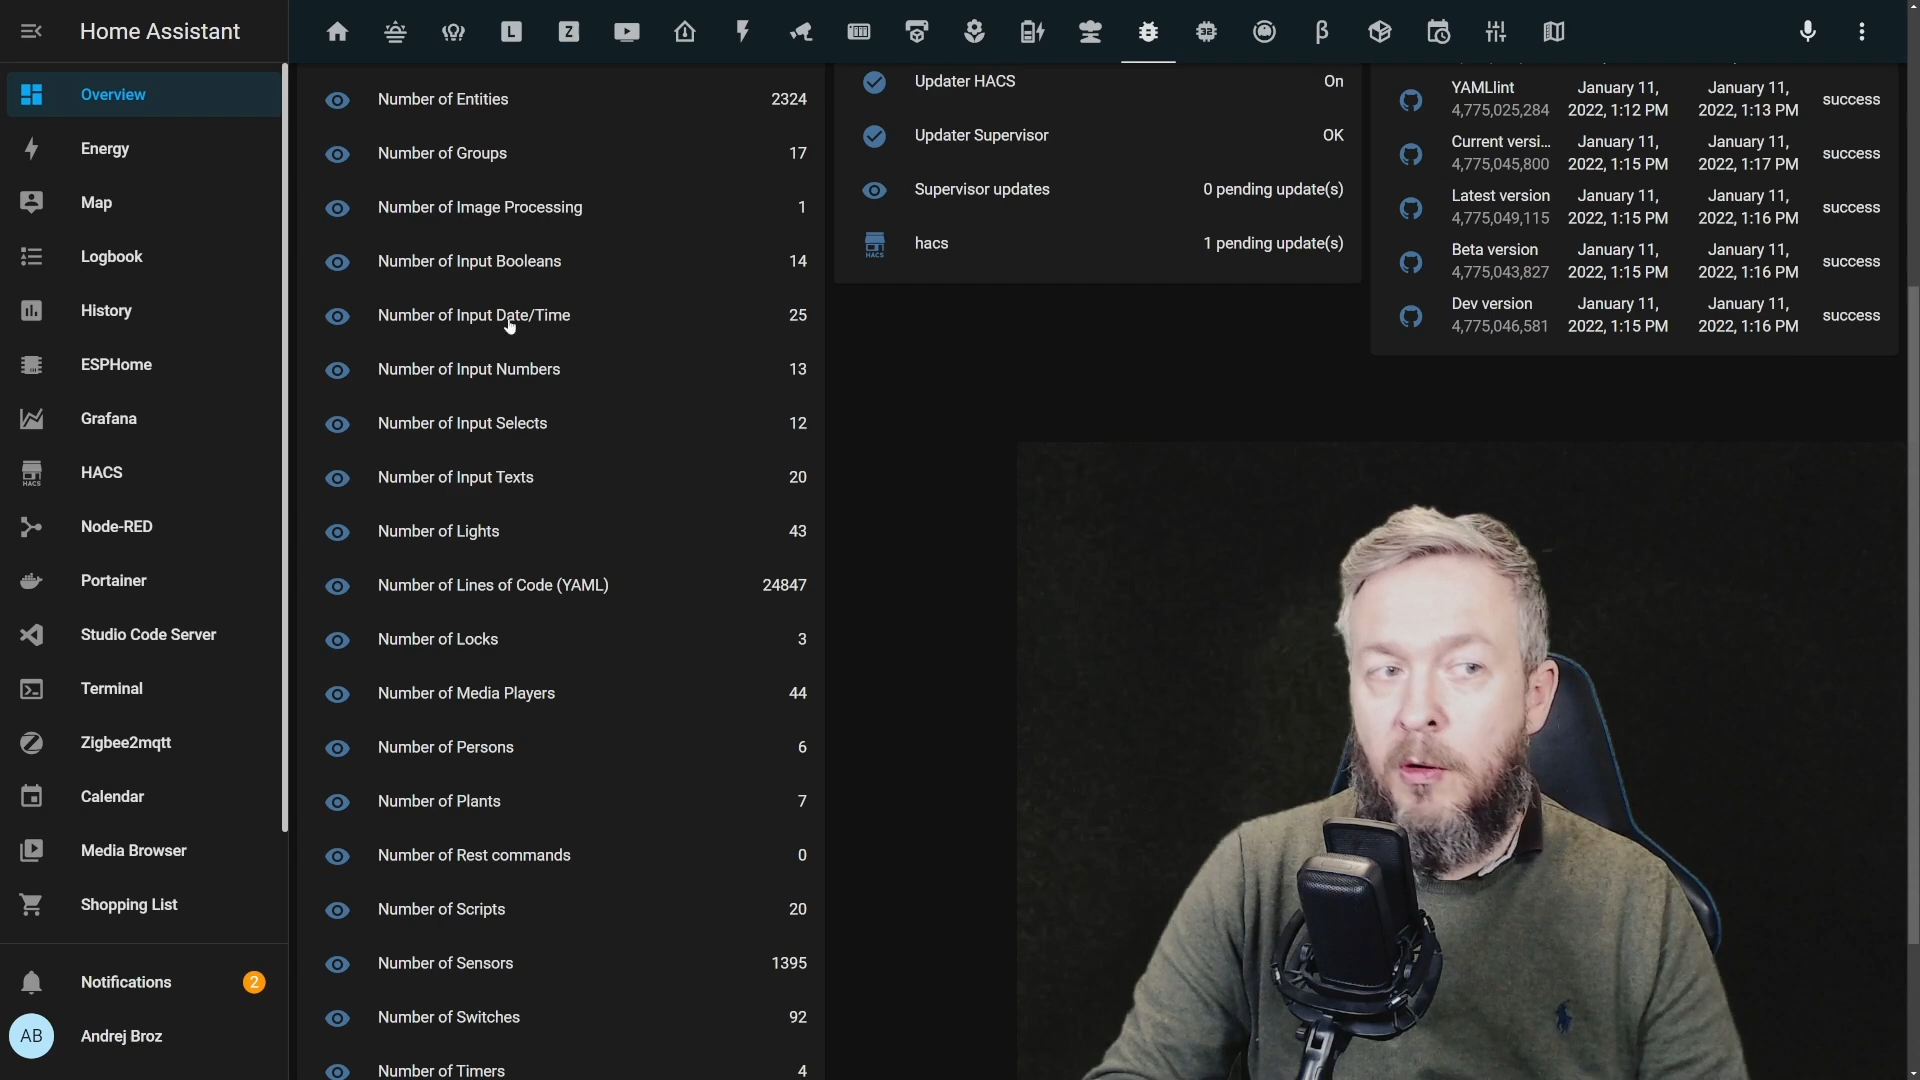 Home Assistant
L
Z
32
β
Overview
Energy
Map
Logbook
History
ESPHome
Grafana
HACS
HACS
Node-RED
Portainer
Studio Code Server
Terminal
Zigbee2mqtt
Calendar
Media Browser
Shopping List
Notifications 2
AB Andrej Broz
Number of Entities 2324
Number of Groups 17
Number of Image Processing 1
Number of Input Booleans 14
Number of Input Date/Time 25
Number of Input Numbers 13
Number of Input Selects 12
Number of Input Texts 20
Number of Lights 43
Number of Lines of Code (YAML) 24847
Number of Locks 3
Number of Media Players 44
Number of Persons 6
Number of Plants 7
Number of Rest commands 0
Number of Scripts 20
Number of Sensors 1395
Number of Switches 92
Number of Timers 4
Updater HACS On
Updater Supervisor OK
Supervisor updates 0 pending update(s)
HACS
hacs 1 pending update(s)
YAMLlint January 11, January 11,
4,775,025,284 2022, 1:12 PM 2022, 1:13 PM success
Current versi... January 11, January 11,
4,775,045,800 2022, 1:15 PM 2022, 1:17 PM success
Latest version January 11, January 11,
4,775,049,115 2022, 1:15 PM 2022, 1:16 PM success
Beta version January 11, January 11,
4,775,043,827 2022, 1:15 PM 2022, 1:16 PM success
Dev version January 11, January 11,
4,775,046,581 2022, 1:15 PM 2022, 1:16 PM success